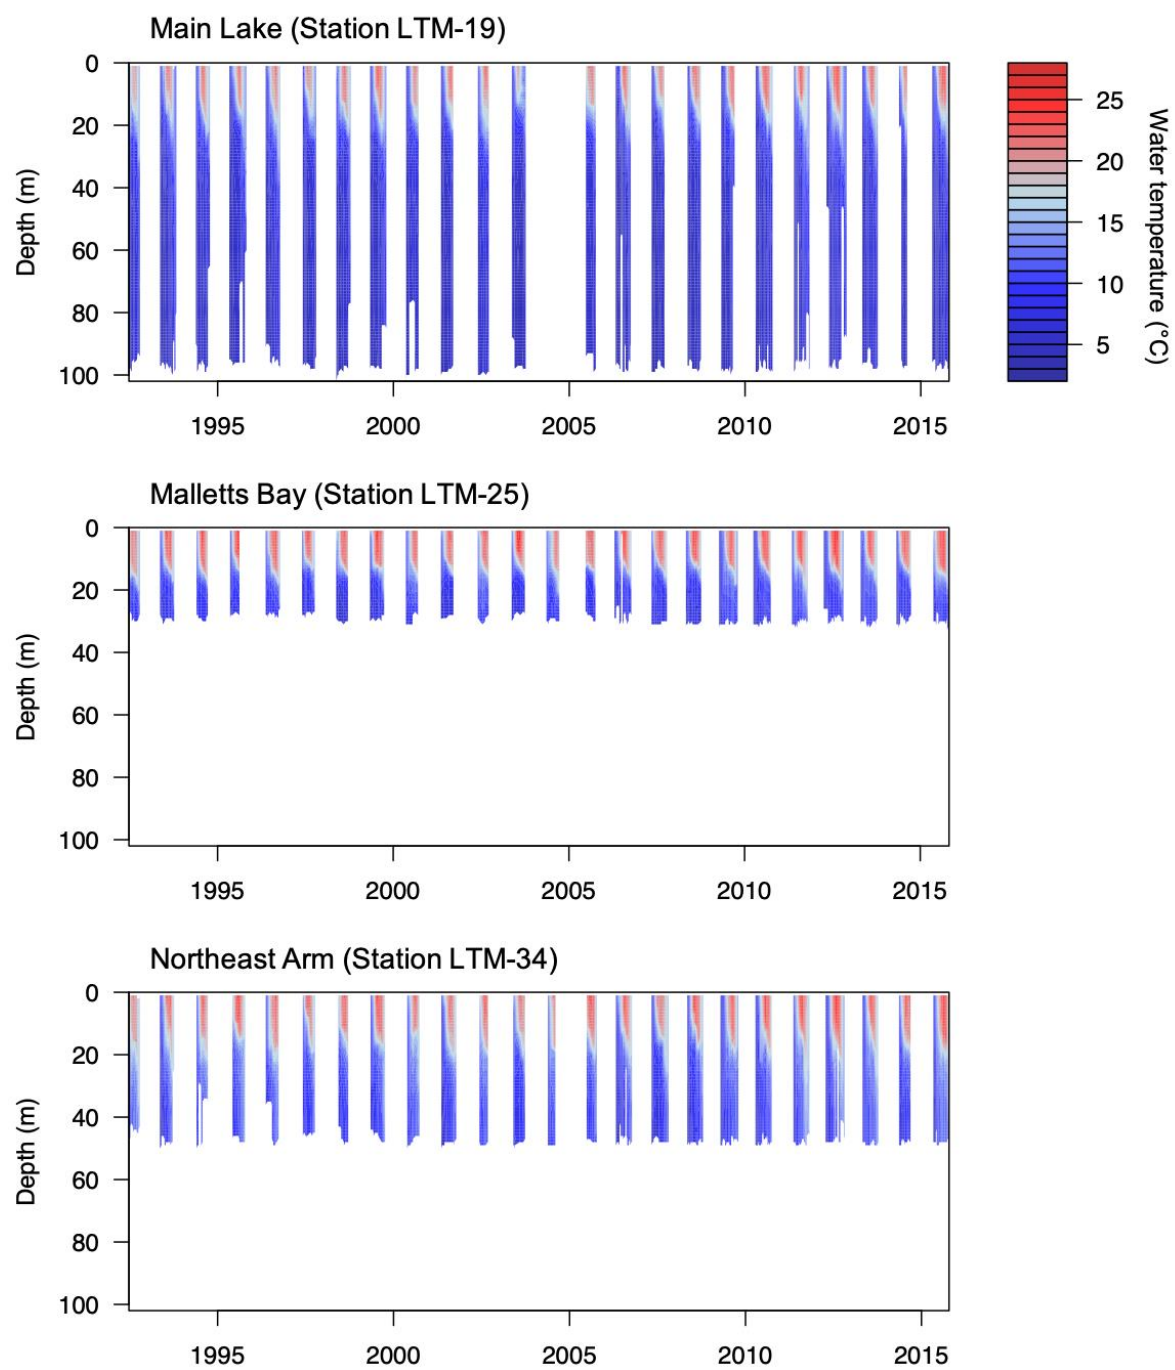 Main Lake (Station LTM-19)
0
20
40
60
80
100
Depth (m)
1995 2000 2005 2010 2015
25
20
15
10
5
Water temperature (°C)
Malletts Bay (Station LTM-25)
0
20
40
60
80
100
Depth (m)
1995 2000 2005 2010 2015
Northeast Arm (Station LTM-34)
0
20
40
60
80
100
Depth (m)
1995 2000 2005 2010 2015